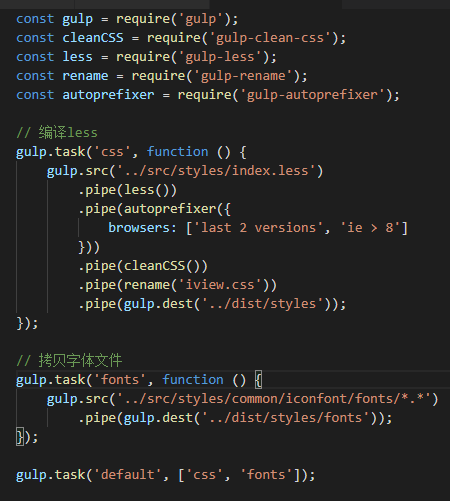 const gulp = require('gulp');
const cleanCSS = require('gulp-clean-css');
const less = require('gulp-less');
const rename = require('gulp-rename');
const autoprefixer = require('gulp-autoprefixer');

// 编译less
gulp.task('css', function () {
    gulp.src('../src/styles/index.less')
        .pipe(less())
        .pipe(autoprefixer({
            browsers: ['last 2 versions', 'ie > 8']
        }))
        .pipe(cleanCSS())
        .pipe(rename('iview.css'))
        .pipe(gulp.dest('../dist/styles'));
});

// 拷贝字体文件
gulp.task('fonts', function () {
    gulp.src('../src/styles/common/iconfont/fonts/*.*')
        .pipe(gulp.dest('../dist/styles/fonts'));
});

gulp.task('default', ['css', 'fonts']);